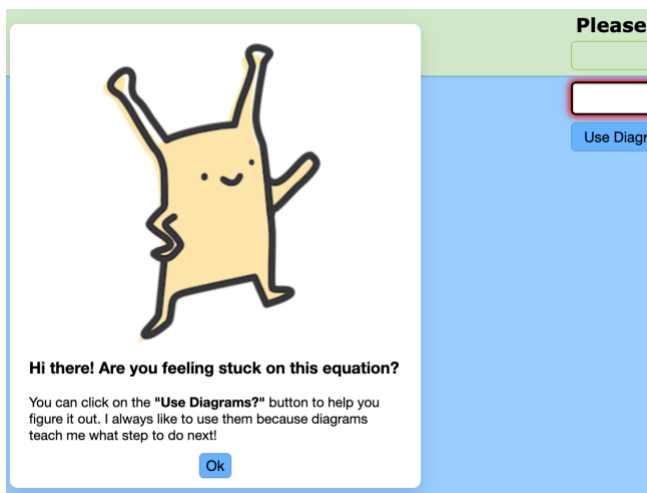 Please
Use Diagr
Hi there! Are you feeling stuck on this equation?
You can click on the "Use Diagrams?" button to help you
figure it out. I always like to use them because diagrams
teach me what step to do next!
Ok